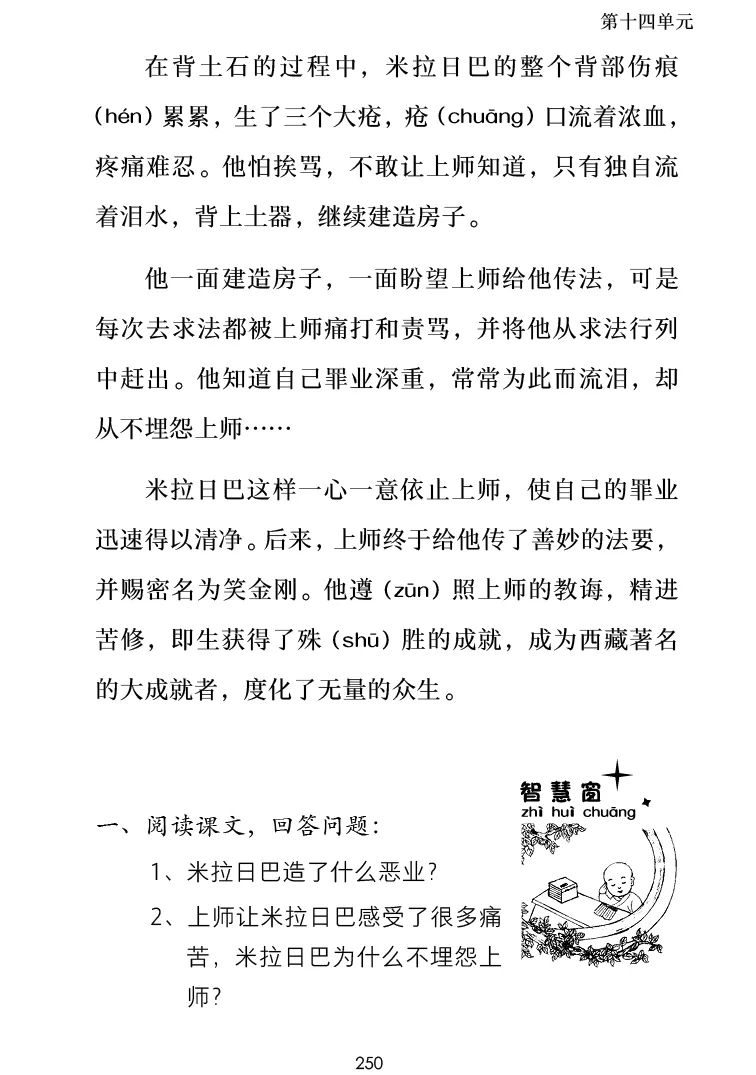 第十四单元
在背土石的过程中，米拉日巴的整个背部伤痕
（hén）累累，生了三个大疮，疮（chuāng）口流着浓血，
疼痛难忍。他怕挨骂，不敢让上师知道，只有独自流
着泪水，背上土器，继续建造房子。
他一面建造房子，一面盼望上师给他传法，可是
每次去求法都被上师痛打和责骂，并将他从求法行列
中赶出。他知道自己罪业深重，常常为此而流泪，却
从不埋怨上师……
米拉日巴这样一心一意依止上师，使自己的罪业
迅速得以清净。后来，上师终于给他传了善妙的法要，
并赐密名为笑金刚。他遵（zūn）照上师的教诲，精进
苦修，即生获得了殊（shū）胜的成就，成为西藏著名
的大成就者，度化了无量的众生。
智慧窗
zhì huì chuāng
一、阅读课文，回答问题：
1、米拉日巴造了什么恶业？
2、上师让米拉日巴感受了很多痛
苦，米拉日巴为什么不埋怨上
师？
250